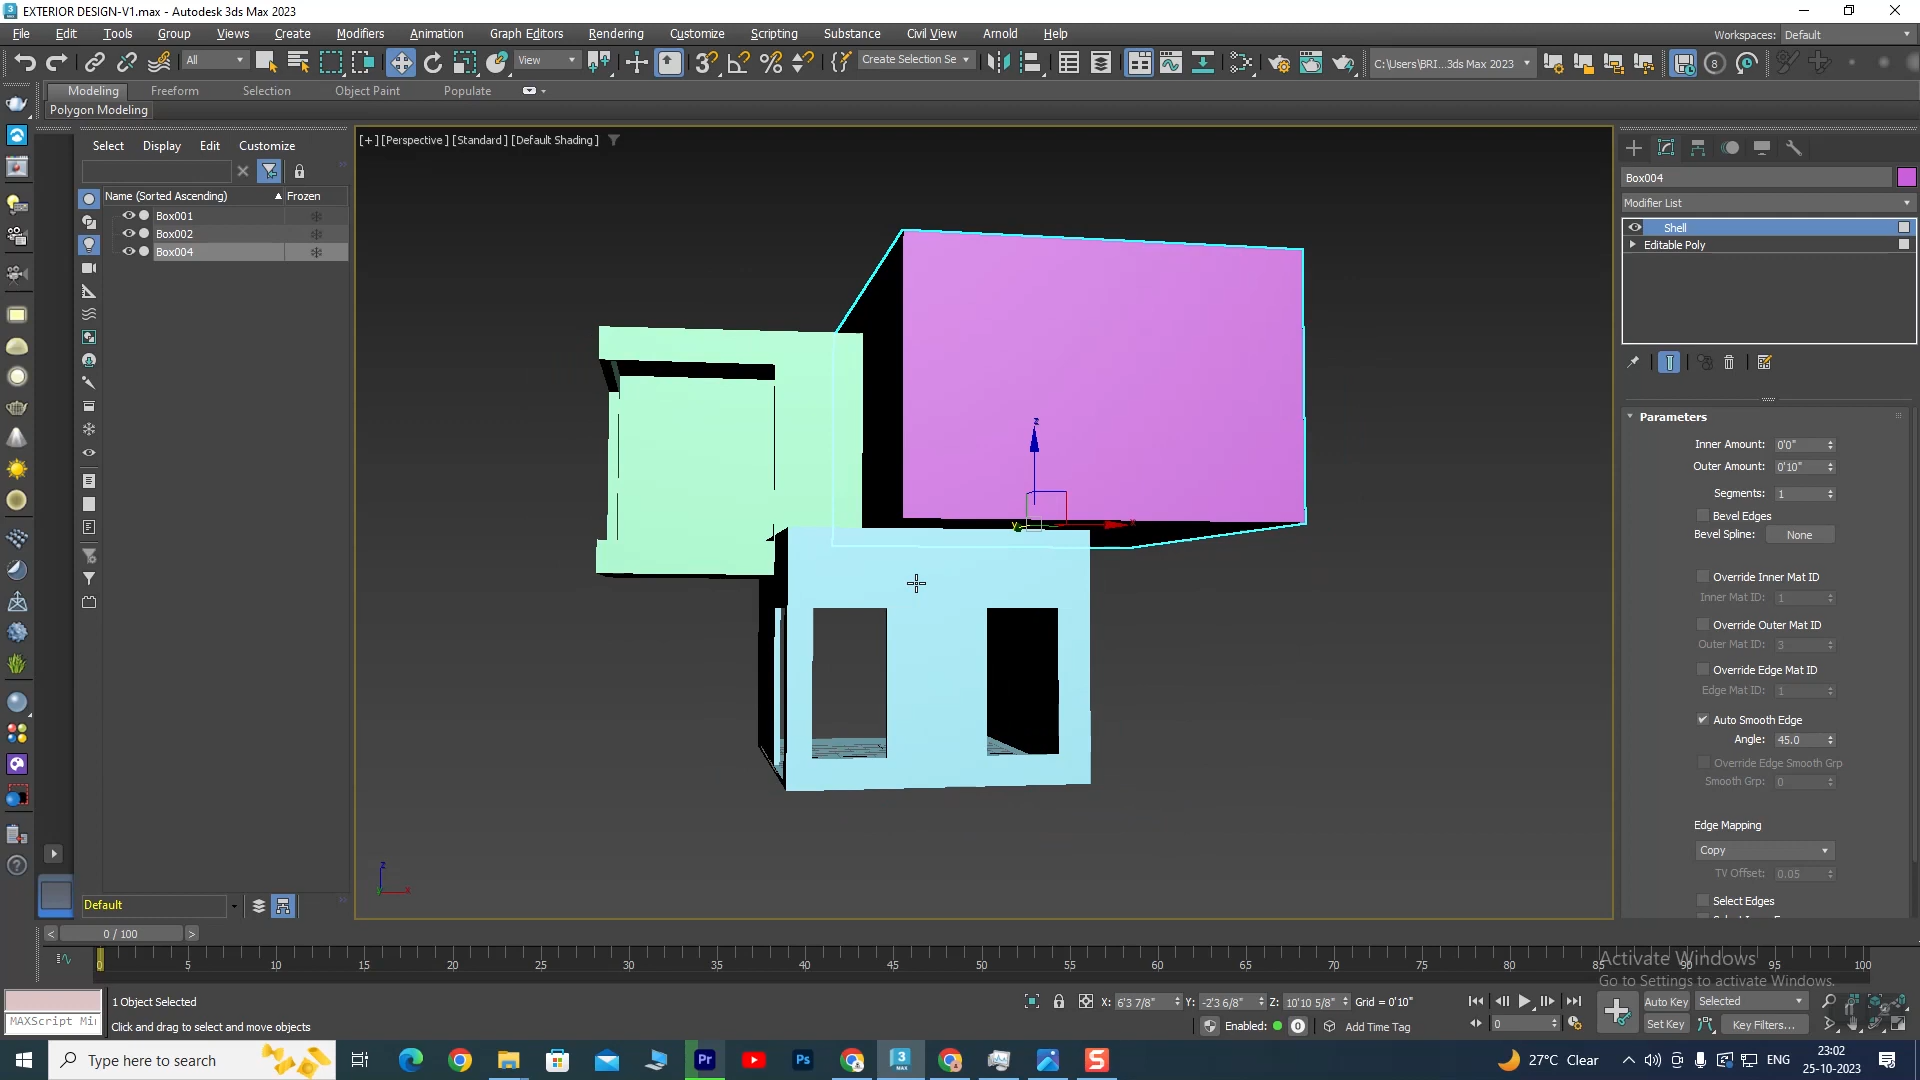 EXTERIOR DESIGN-V1.max - Autodesk 3ds Max 2023
File Edit Tools Group Views Create Modifiers Animation Graph Editors Rendering Customize Scripting Substance Civil View Arnold Help
Workspaces: Default
All View Create Selection Se C:\Users\BRI...3ds Max 2023
Modeling Freeform Selection Object Paint Populate
Polygon Modeling
Select Display Edit Customize
Name (Sorted Ascending) Frozen
Box001
Box002
Box004
[+] [Perspective] [Standard] [Default Shading]
z
y
x
z
x
Box004
Modifier List
Shell
Editable Poly
Parameters
Inner Amount: 0'0"
Outer Amount: 0'10"
Segments: 1
Bevel Edges
Bevel Spline: None
Override Inner Mat ID
Inner Mat ID: 1
Override Outer Mat ID
Outer Mat ID: 3
Override Edge Mat ID
Edge Mat ID: 1
Auto Smooth Edge
Angle: 45.0
Override Edge Smooth Grp
Smooth Grp: 0
Edge Mapping
Copy
TV Offset: 0.05
Select Edges
Default
0 / 100
0 5 10 15 20 25 30 35 40 45 50 55 60 65 70 75 80 85 90 95 100
Activate Windows
Go to Settings to activate Windows.
1 Object Selected
X: 6'3 7/8" Y: -2'3 6/8" Z: 10'10 5/8" Grid = 0'10"
Auto Key Selected
MAXScript Mi
Click and drag to select and move objects
Enabled: 0 Add Time Tag
0
Set Key Key Filters...
Type here to search
27°C Clear
ENG
23:02
25-10-2023